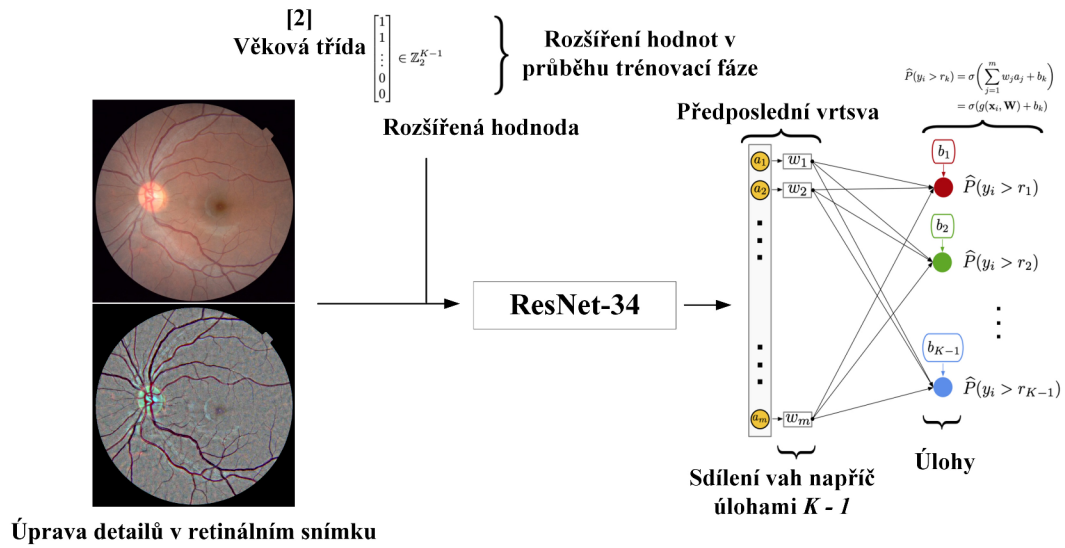 [2]
Věková třída
1
1
⋮
0
0
∈ ℤ₂ᴷ⁻¹
Rozšíření hodnot v
průběhu trénovací fáze
Rozšířená hodnoda
Úprava detailů v retinálním snímku
ResNet-34
Předposlední vrtsva
a₁ w₁
a₂ w₂
aₘ wₘ
Sdílení vah napříč
úlohami K - 1
P̂(yᵢ > rₖ) = σ(∑ⱼ₌₁ᵐ wⱼaⱼ + bₖ)
= σ(g(𝐱ᵢ, 𝐖) + bₖ)
b₁
P̂(yᵢ > r₁)
b₂
P̂(yᵢ > r₂)
⋮
b_{K−1}
P̂(yᵢ > r_{K−1})
Úlohy